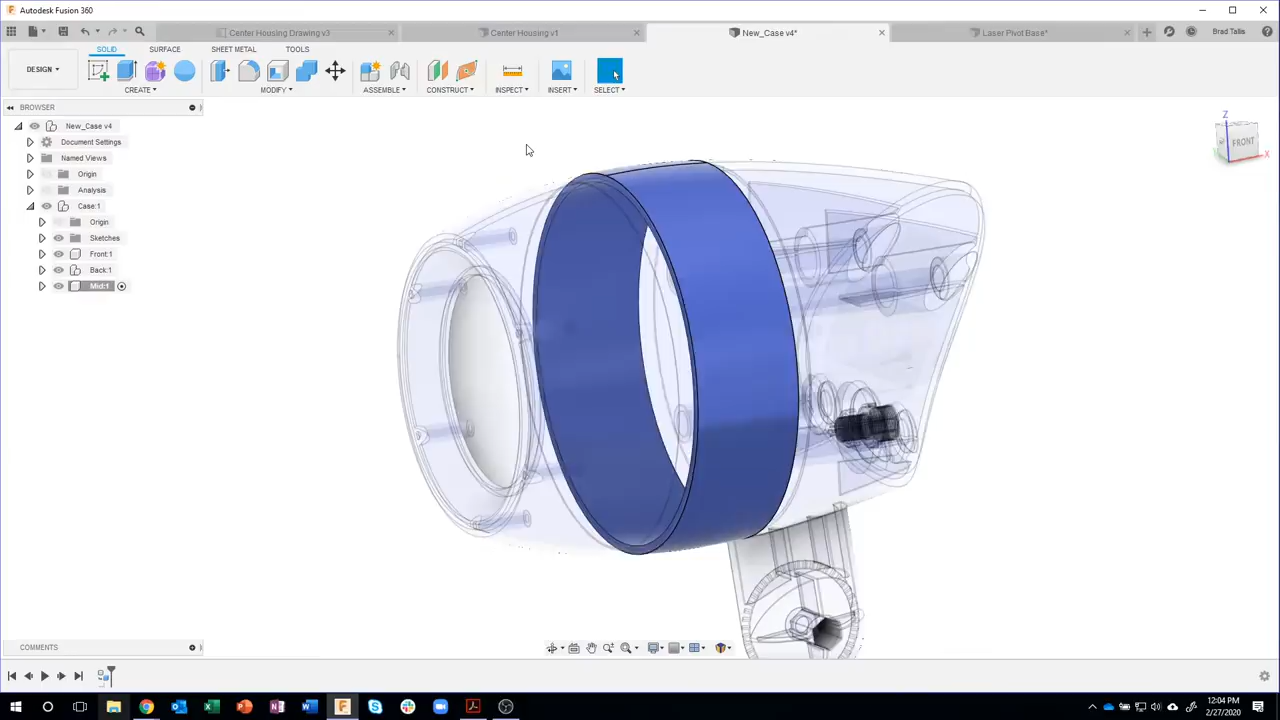 Autodesk Fusion 360
Center Housing Drawing v3
Center Housing v1
New_Case v4*
Laser Pivot Base*
Brad Tallis
SOLID
SURFACE
SHEET METAL
TOOLS
DESIGN
CREATE
MODIFY
ASSEMBLE
CONSTRUCT
INSPECT
INSERT
SELECT
BROWSER
New_Case v4
Document Settings
Named Views
Origin
Analysis
Case:1
Origin
Sketches
Front:1
Back:1
Mid:1
Z
FRONT
X
COMMENTS
12:04 PM
2/27/2020